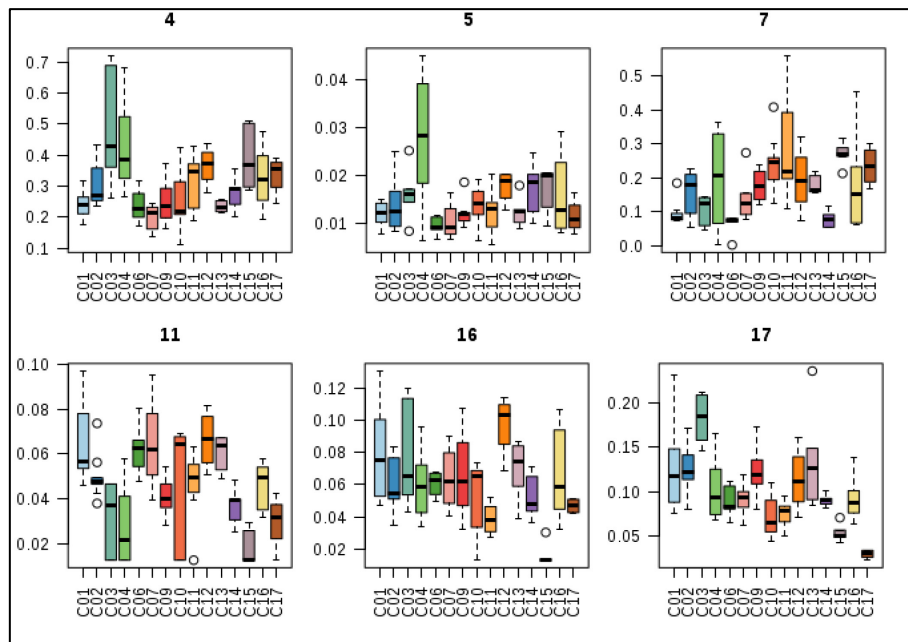 4
0.7
0.6
0.5
0.4
0.3
0.2
0.1
C01
C02
C03
C04
C06
C07
C09
C10
C11
C12
C13
C14
C15
C16
C17
5
0.04
0.03
0.02
0.01
C01
C02
C03
C04
C06
C07
C09
C10
C11
C12
C13
C14
C15
C16
C17
7
0.5
0.4
0.3
0.2
0.1
0.0
C01
C02
C03
C04
C06
C07
C09
C10
C11
C12
C13
C14
C15
C16
C17
11
0.10
0.08
0.06
0.04
0.02
C01
C02
C03
C04
C06
C07
C09
C10
C11
C12
C13
C14
C15
C16
C17
16
0.12
0.10
0.08
0.06
0.04
0.02
C01
C02
C03
C04
C06
C07
C09
C10
C11
C12
C13
C14
C15
C16
C17
17
0.20
0.15
0.10
0.05
C01
C02
C03
C04
C06
C07
C09
C10
C11
C12
C13
C14
C15
C16
C17